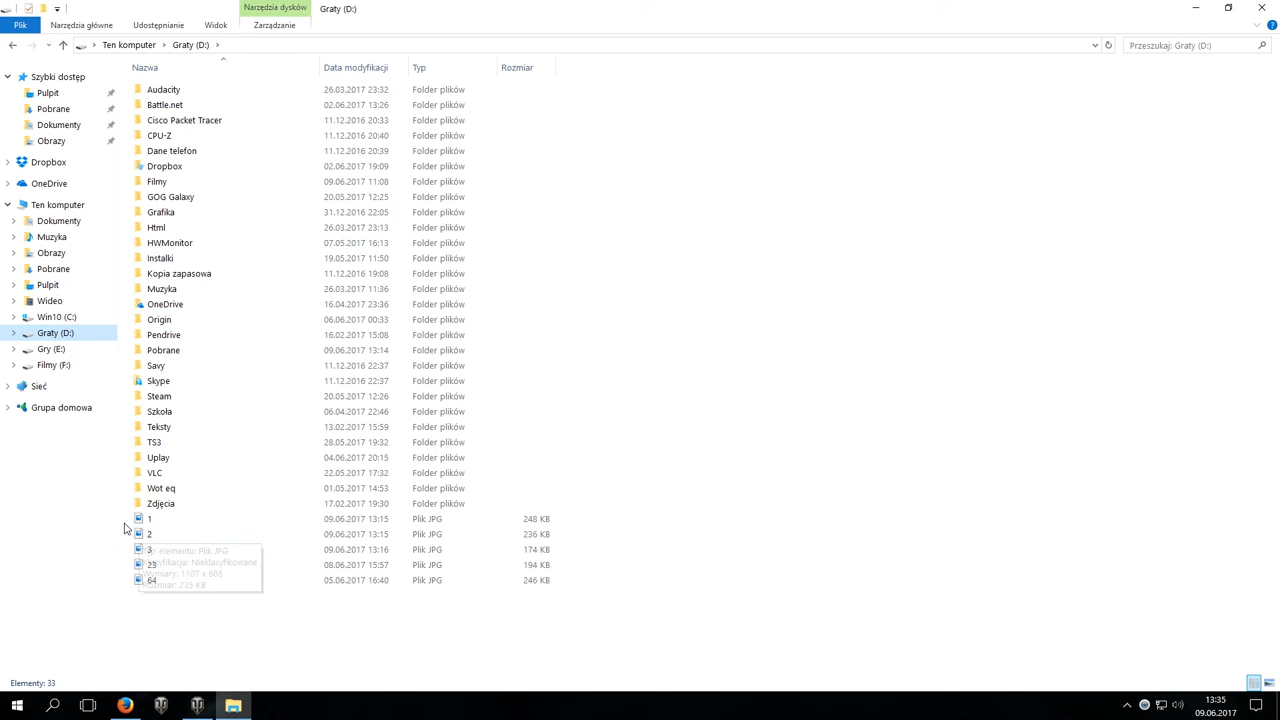 Narzędzia dysków
Graty (D:)
Plik
Narzędzia główne
Udostępnianie
Widok
Zarządzanie
Ten komputer
Graty (D:)
Przeszukaj: Graty (D:)
Nazwa
Data modyfikacji
Typ
Rozmiar
Szybki dostęp
Pulpit
Pobrane
Dokumenty
Obrazy
Dropbox
OneDrive
Ten komputer
Dokumenty
Muzyka
Obrazy
Pobrane
Pulpit
Wideo
Win10 (C:)
Graty (D:)
Gry (E:)
Filmy (F:)
Sieć
Grupa domowa
Audacity 26.03.2017 23:32 Folder plików
Battle.net 02.06.2017 13:26 Folder plików
Cisco Packet Tracer 11.12.2016 20:33 Folder plików
CPU-Z 11.12.2016 20:40 Folder plików
Dane telefon 11.12.2016 20:39 Folder plików
Dropbox 02.06.2017 19:09 Folder plików
Filmy 09.06.2017 11:08 Folder plików
GOG Galaxy 20.05.2017 12:25 Folder plików
Grafika 31.12.2016 22:05 Folder plików
Html 26.03.2017 23:13 Folder plików
HWMonitor 07.05.2017 16:13 Folder plików
Instalki 19.05.2017 11:50 Folder plików
Kopia zapasowa 11.12.2016 19:08 Folder plików
Muzyka 26.03.2017 11:36 Folder plików
OneDrive 16.04.2017 23:36 Folder plików
Origin 06.06.2017 00:33 Folder plików
Pendrive 16.02.2017 15:08 Folder plików
Pobrane 09.06.2017 13:14 Folder plików
Savy 11.12.2016 22:37 Folder plików
Skype 11.12.2016 22:37 Folder plików
Steam 20.05.2017 12:26 Folder plików
Szkoła 06.04.2017 22:46 Folder plików
Teksty 13.02.2017 15:59 Folder plików
TS3 28.05.2017 19:32 Folder plików
Uplay 04.06.2017 20:15 Folder plików
VLC 22.05.2017 17:32 Folder plików
Wot eq 01.05.2017 14:53 Folder plików
Zdjęcia 17.02.2017 19:30 Folder plików
1 09.06.2017 13:15 Plik JPG 248 KB
2 09.06.2017 13:15 Plik JPG 236 KB
3 09.06.2017 13:16 Plik JPG 174 KB
23 08.06.2017 15:57 Plik JPG 194 KB
64 05.06.2017 16:40 Plik JPG 246 KB
Typ elementu: Plik JPG
Klasyfikacja: Nieklasyfikowane
Wymiary: 1107 x 688
Rozmiar: 235 KB
Elementy: 33
13:35
09.06.2017